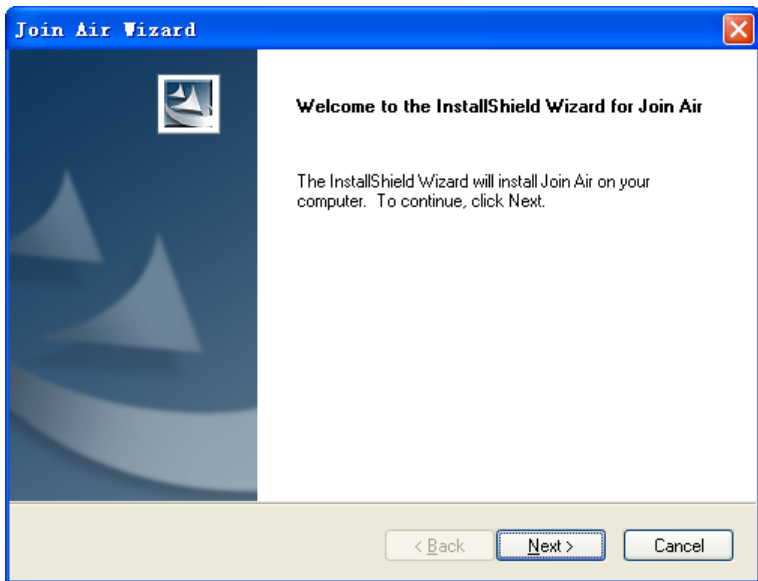 Join Air Wizard
Welcome to the InstallShield Wizard for Join Air
The InstallShield Wizard will install Join Air on your
computer. To continue, click Next.
< Back
Next >
Cancel